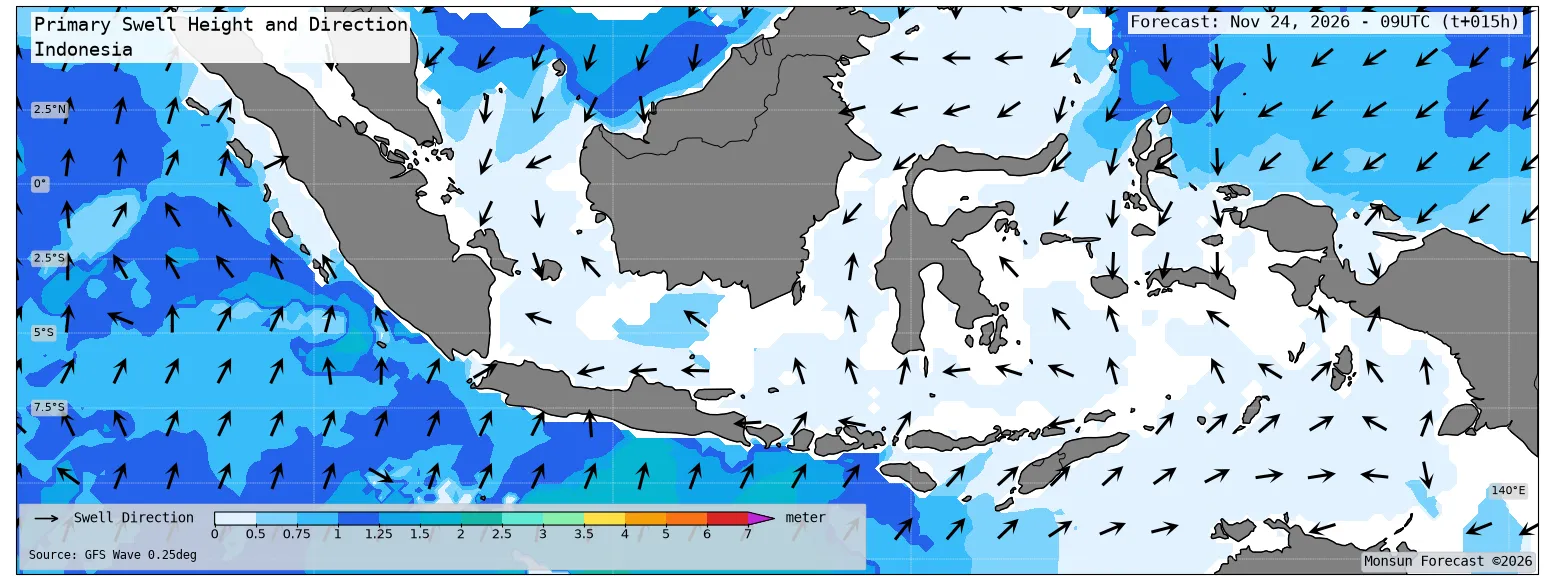 Primary Swell Height and Direction
Indonesia
Forecast: Nov 24, 2026 - 09UTC (t+015h)
2.5°N
0°
2.5°S
5°S
7.5°S
140°E
Swell Direction
0 0.5 0.75 1 1.25 1.5 2 2.5 3 3.5 4 5 6 7
meter
Source: GFS Wave 0.25deg
Monsun Forecast ©2026